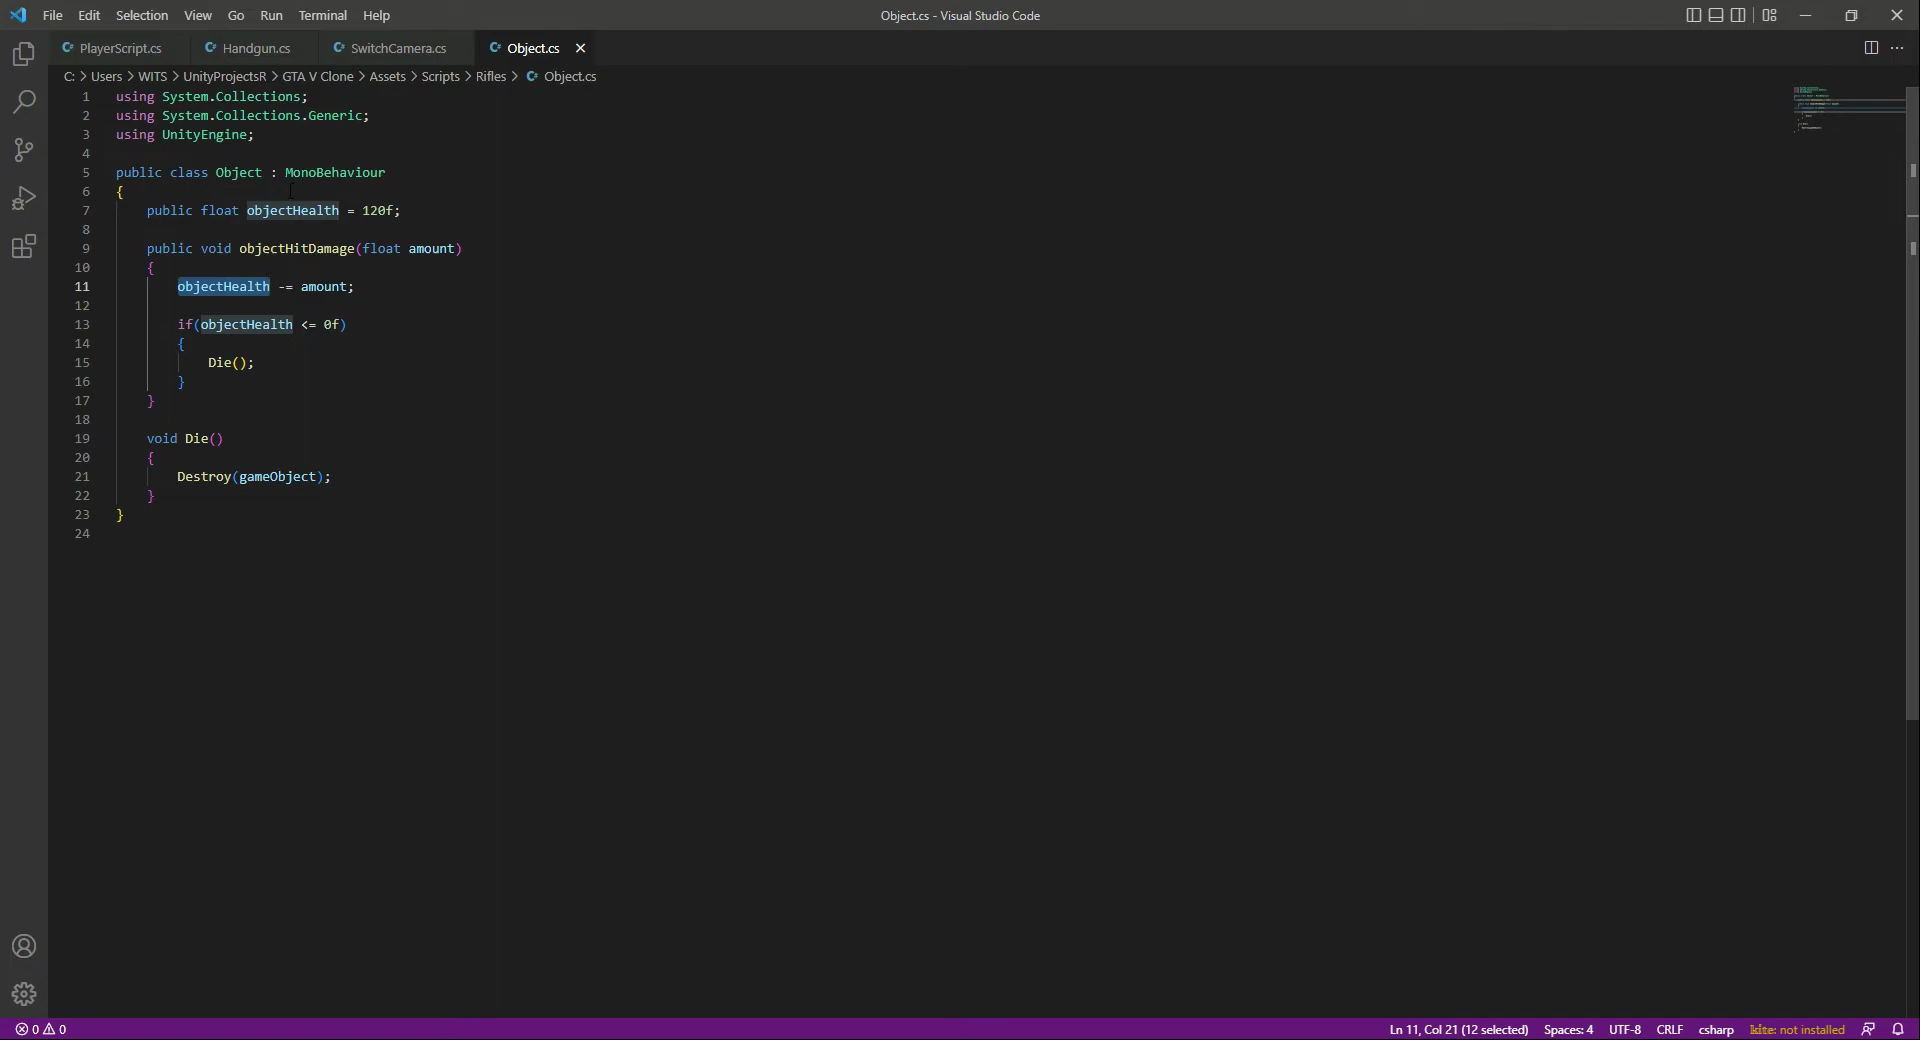 File Edit Selection View Go Run Terminal Help Object.cs - Visual Studio Code
PlayerScript.cs Handgun.cs SwitchCamera.cs Object.cs
C: > Users > WITS > UnityProjectsR > GTA V Clone > Assets > Scripts > Rifles > Object.cs
1 using System.Collections;
2 using System.Collections.Generic;
3 using UnityEngine;
4
5 public class Object : MonoBehaviour
6 {
7 public float objectHealth = 120f;
8
9 public void objectHitDamage(float amount)
10 {
11 objectHealth -= amount;
12
13 if(objectHealth <= 0f)
14 {
15 Die();
16 }
17 }
18
19 void Die()
20 {
21 Destroy(gameObject);
22 }
23 }
24
0 0 Ln 11, Col 21 (12 selected) Spaces: 4 UTF-8 CRLF csharp kite: not installed